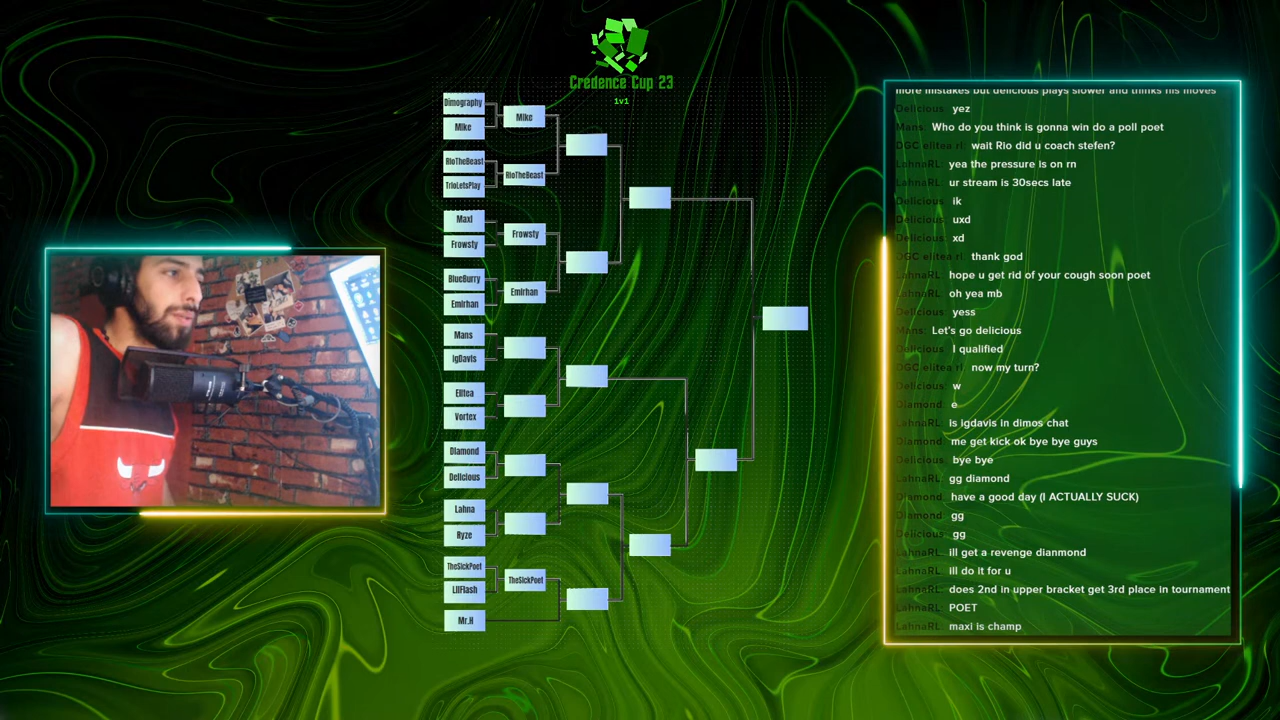 Credence Cup 23
1v1
Dimography
Mike
Mike
RioTheBeast
TrioLetsPlay
RioTheBeast
Maxi
Frowsty
Frowsty
BlueBurry
Emirhan
Emirhan
Mans
IgDavis
Elitea
Vortex
Diamond
Delicious
Lahna
Ryze
TheSickPoet
LilFlash
TheSickPoet
Mr.H
more mistakes but delicious plays slower and thinks his moves
Delicious: yez
Mans: Who do you think is gonna win do a poll poet
DGC elitea rl: wait Rio did u coach stefen?
LahnaRL: yea the pressure is on rn
LahnaRL: ur stream is 30secs late
Delicious: ik
Delicious: uxd
Delicious: xd
DGC elitea rl: thank god
LahnaRL: hope u get rid of your cough soon poet
LahnaRL: oh yea mb
Delicious: yess
Mans: Let's go delicious
Delicious: I qualified
DGC elitea rl: now my turn?
Delicious: w
Diamond: e
LahnaRL: is igdavis in dimos chat
Diamond: me get kick ok bye bye guys
Delicious: bye bye
LahnaRL: gg diamond
Diamond: have a good day (I ACTUALLY SUCK)
Diamond: gg
Delicious: gg
LahnaRL: ill get a revenge dianmond
LahnaRL: ill do it for u
LahnaRL: does 2nd in upper bracket get 3rd place in tournament
LahnaRL: POET
LahnaRL: maxi is champ